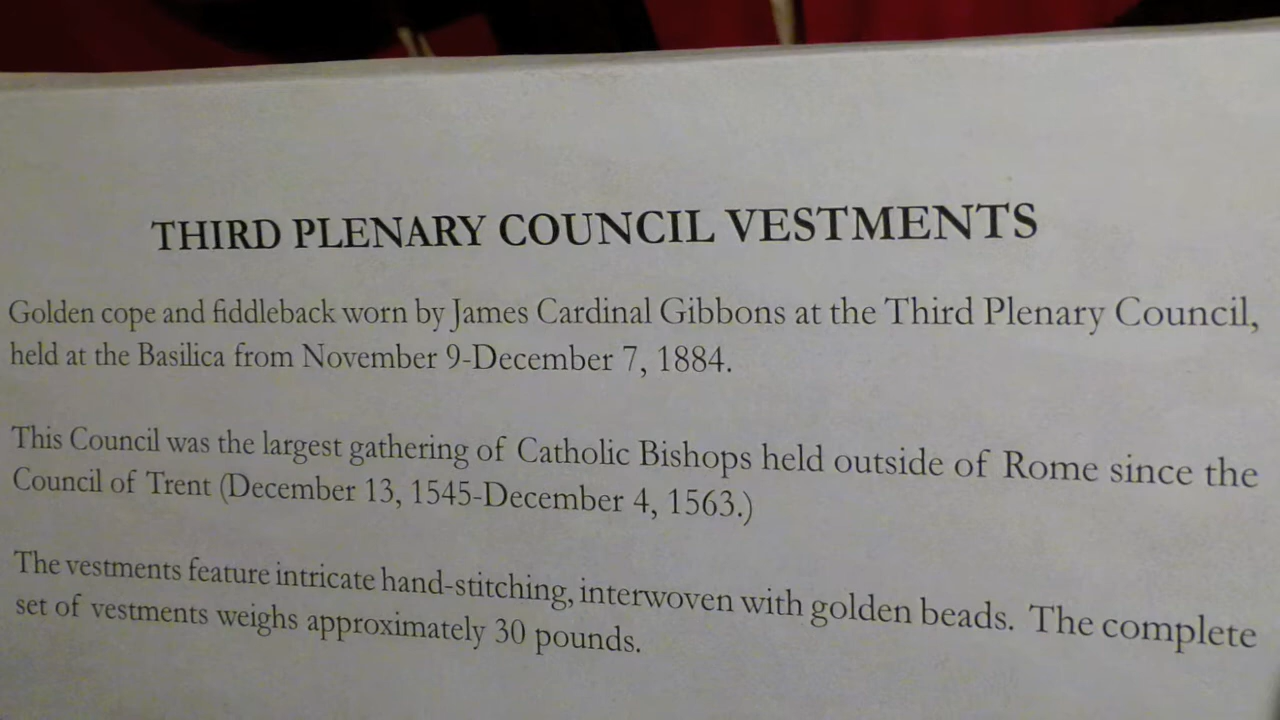 THIRD PLENARY COUNCIL VESTMENTS
Golden cope and fiddleback worn by James Cardinal Gibbons at the Third Plenary Council,
held at the Basilica from November 9-December 7, 1884.
This Council was the largest gathering of Catholic Bishops held outside of Rome since the
Council of Trent (December 13, 1545-December 4, 1563.)
The vestments feature intricate hand-stitching, interwoven with golden beads. The complete
set of vestments weighs approximately 30 pounds.